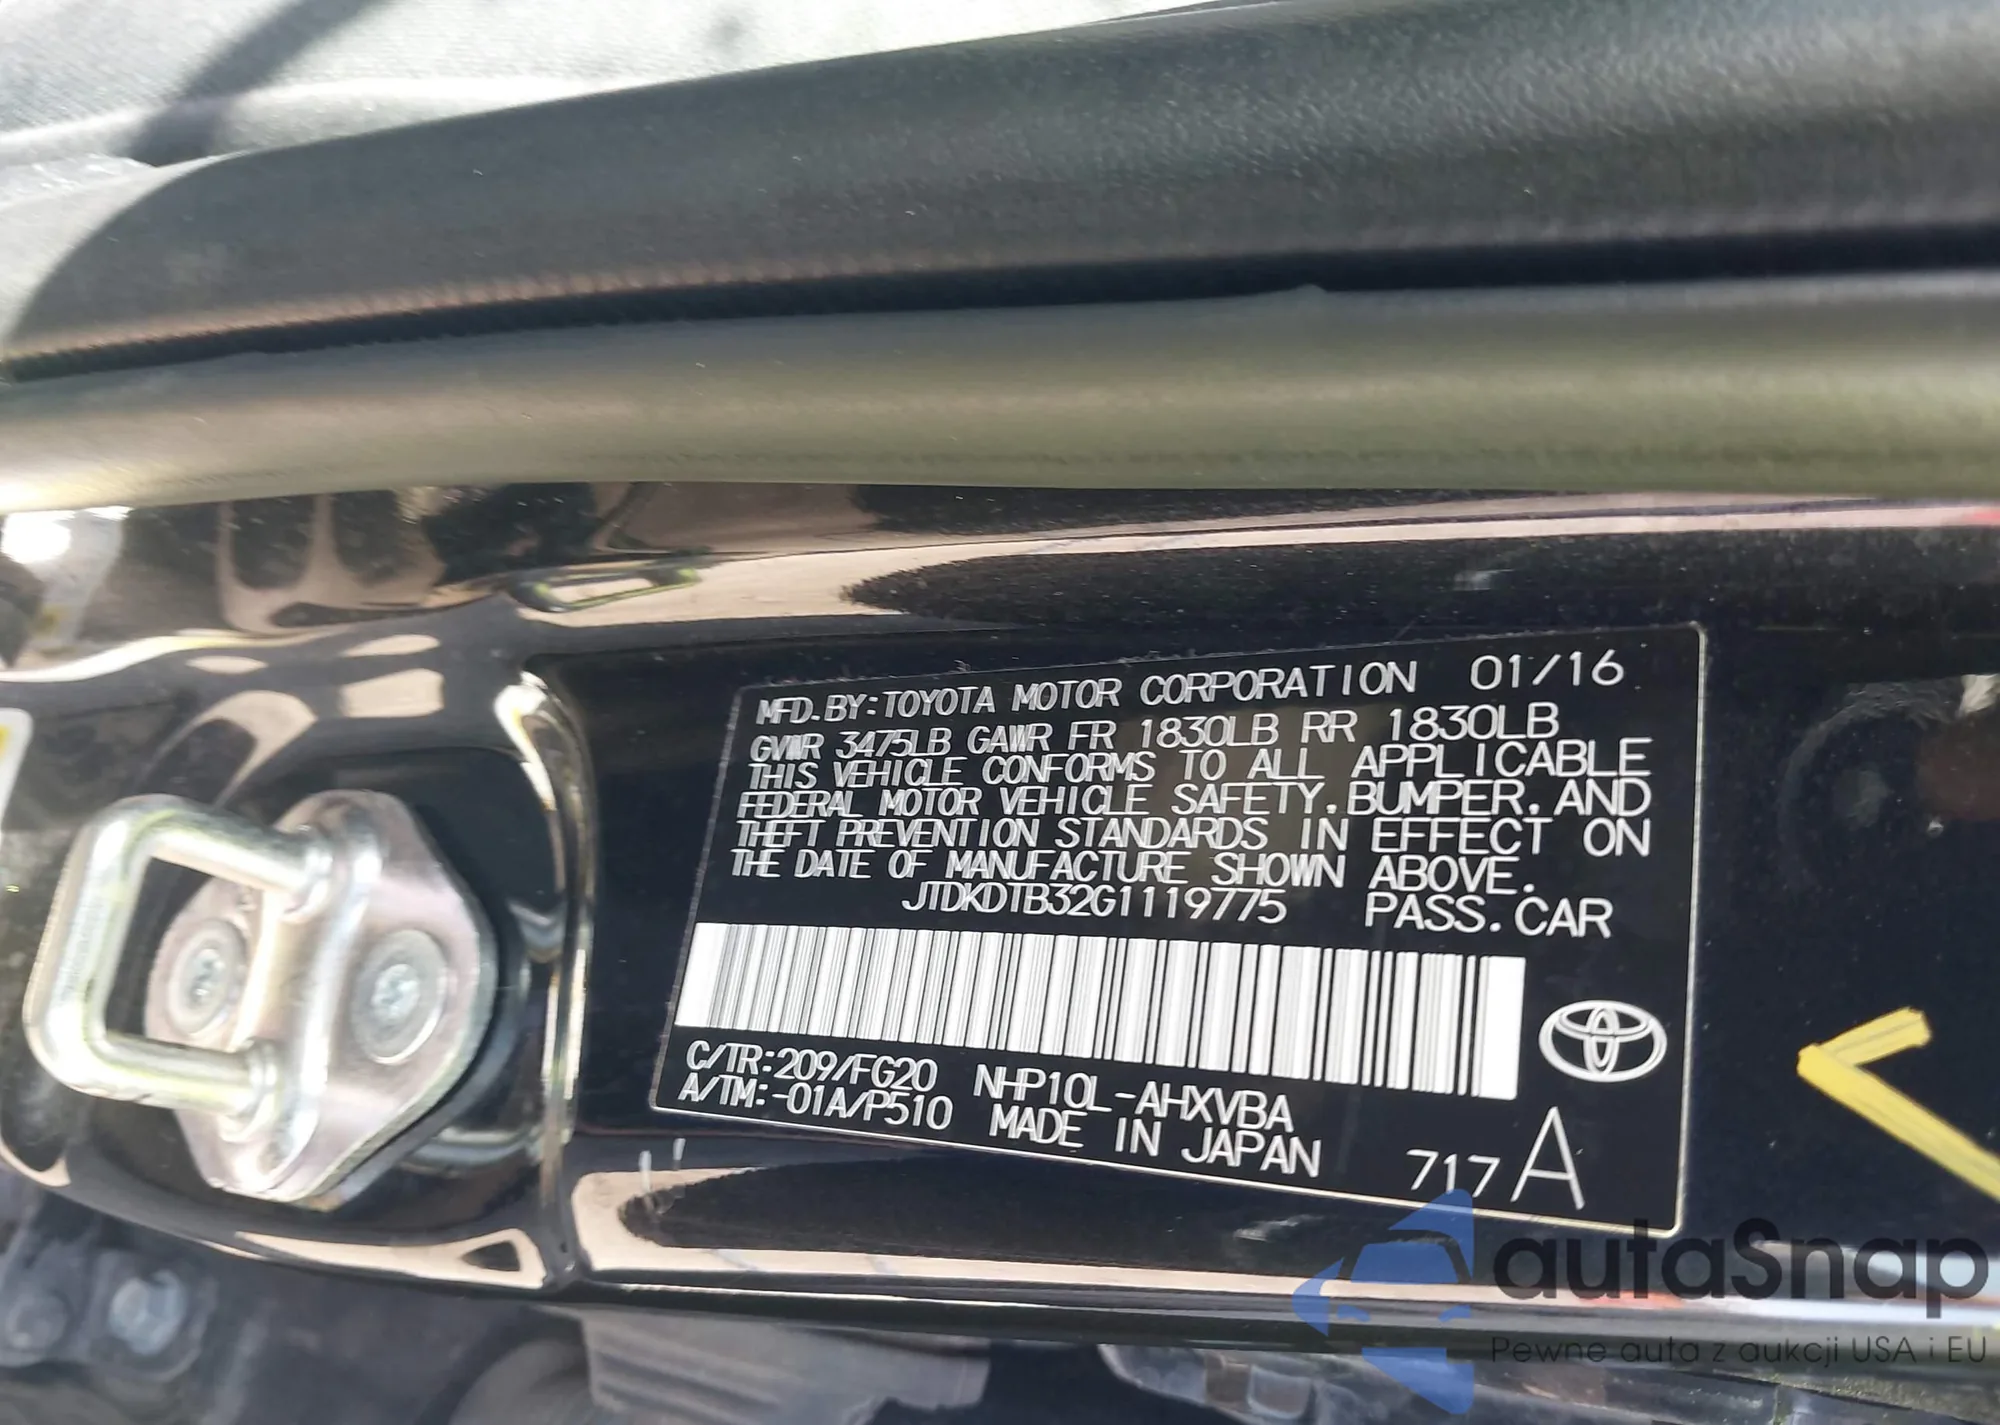 MFD.BY:TOYOTA MOTOR CORPORATION 01/16
GVWR 3475LB GAWR FR 1830LB RR 1830LB
THIS VEHICLE CONFORMS TO ALL APPLICABLE
FEDERAL MOTOR VEHICLE SAFETY, BUMPER, AND
THEFT PREVENTION STANDARDS IN EFFECT ON
THE DATE OF MANUFACTURE SHOWN ABOVE.
JTDKDTB32G1119775 PASS.CAR
C/TR:209/FG20 NHP10L-AHXVBA
A/TM:-01A/P510 MADE IN JAPAN
717A
autaSnap
Pewne auta z aukcji USA i EU